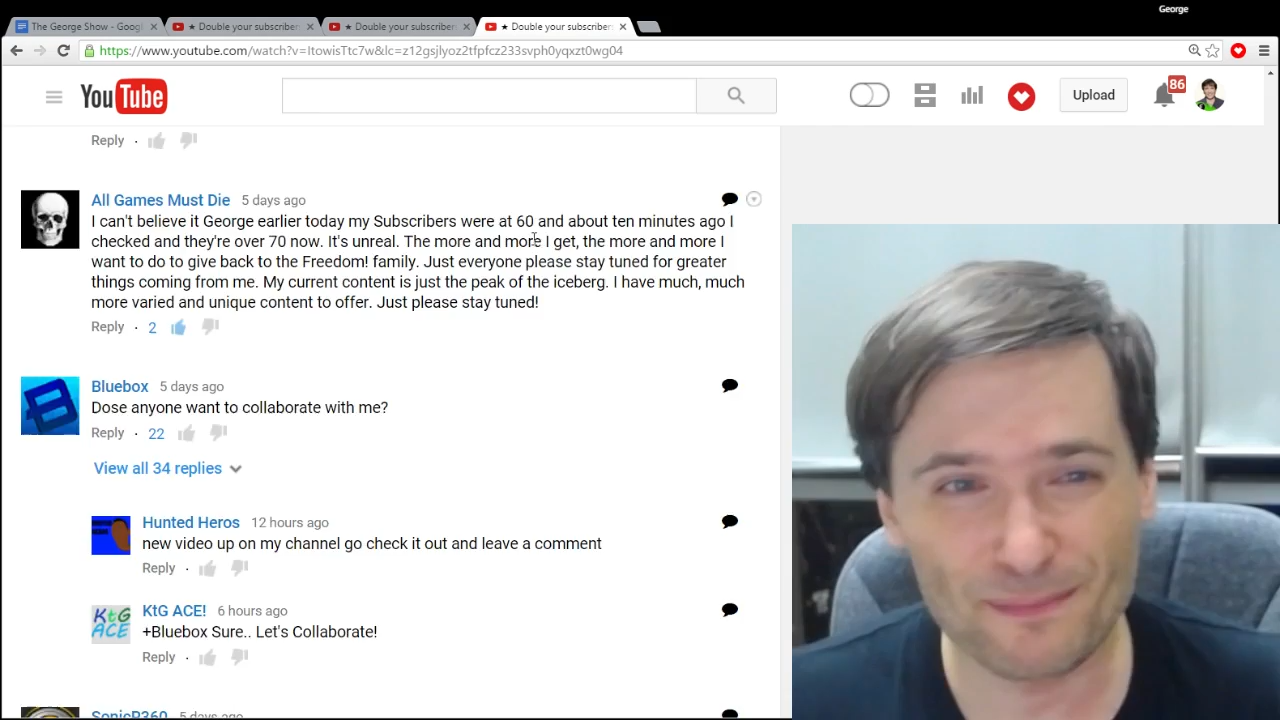 George
The George Show - Googl
★ Double your subscriber
★ Double your subscriber
★ Double your subscriber
https://www.youtube.com/watch?v=ltowisTtc7w&lc=z12gsjlyoz2tfpfcz233svph0yqxzt0wg04
YouTube
Upload
86
Reply
All Games Must Die 5 days ago
I can't believe it George earlier today my Subscribers were at 60 and about ten minutes ago I
checked and they're over 70 now. It's unreal. The more and more I get, the more and more I
want to do to give back to the Freedom! family. Just everyone please stay tuned for greater
things coming from me. My current content is just the peak of the iceberg. I have much, much
more varied and unique content to offer. Just please stay tuned!
Reply · 2
Bluebox 5 days ago
Dose anyone want to collaborate with me?
Reply · 22
View all 34 replies
Hunted Heros 12 hours ago
new video up on my channel go check it out and leave a comment
Reply ·
KtG ACE
KtG ACE! 6 hours ago
+Bluebox Sure.. Let's Collaborate!
Reply ·
SonicP360 5 days ago